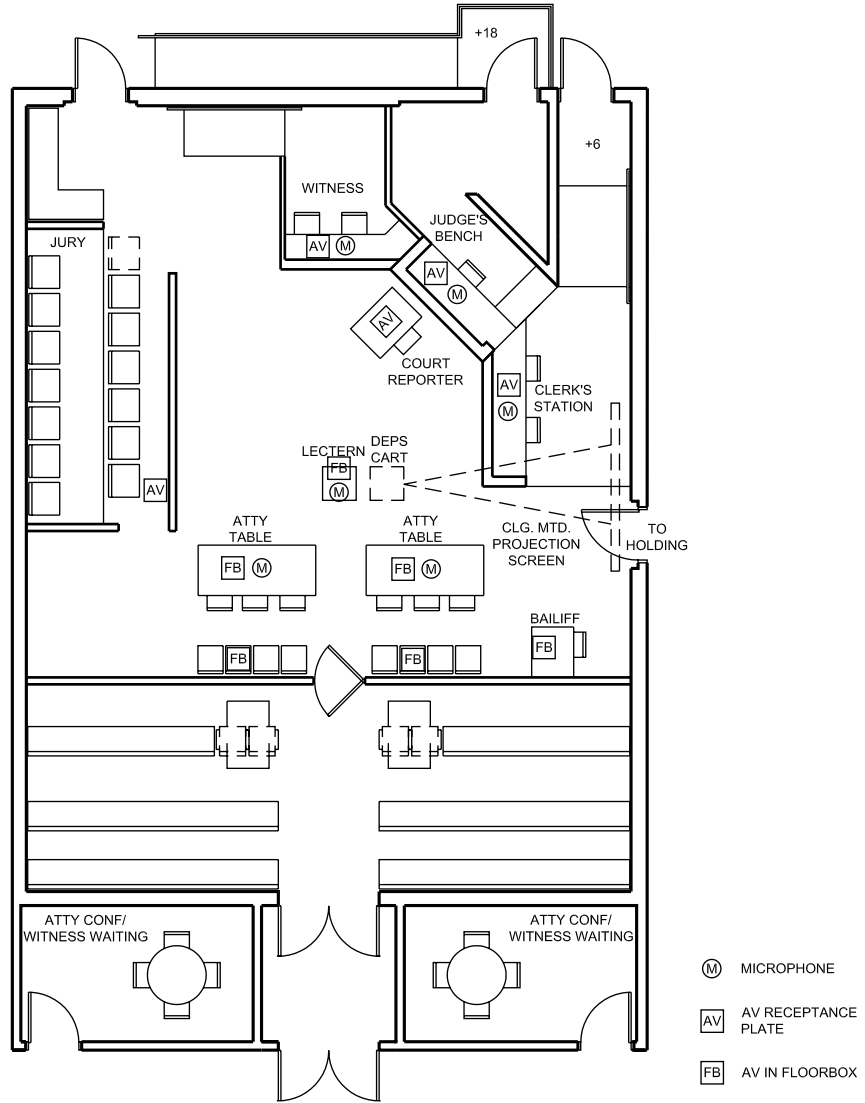 +18
+6
WITNESS
AV
M
JUDGE'S
BENCH
AV
M
JURY
AV
COURT
REPORTER
AV
M
CLERK'S
STATION
AV
LECTERN
FB
M
DEPS
CART
ATTY
TABLE
FB
M
ATTY
TABLE
FB
M
CLG. MTD.
PROJECTION
SCREEN
TO
HOLDING
BAILIFF
FB
FB
FB
ATTY CONF/
WITNESS WAITING
ATTY CONF/
WITNESS WAITING
M MICROPHONE
AV AV RECEPTANCE
PLATE
FB AV IN FLOORBOX